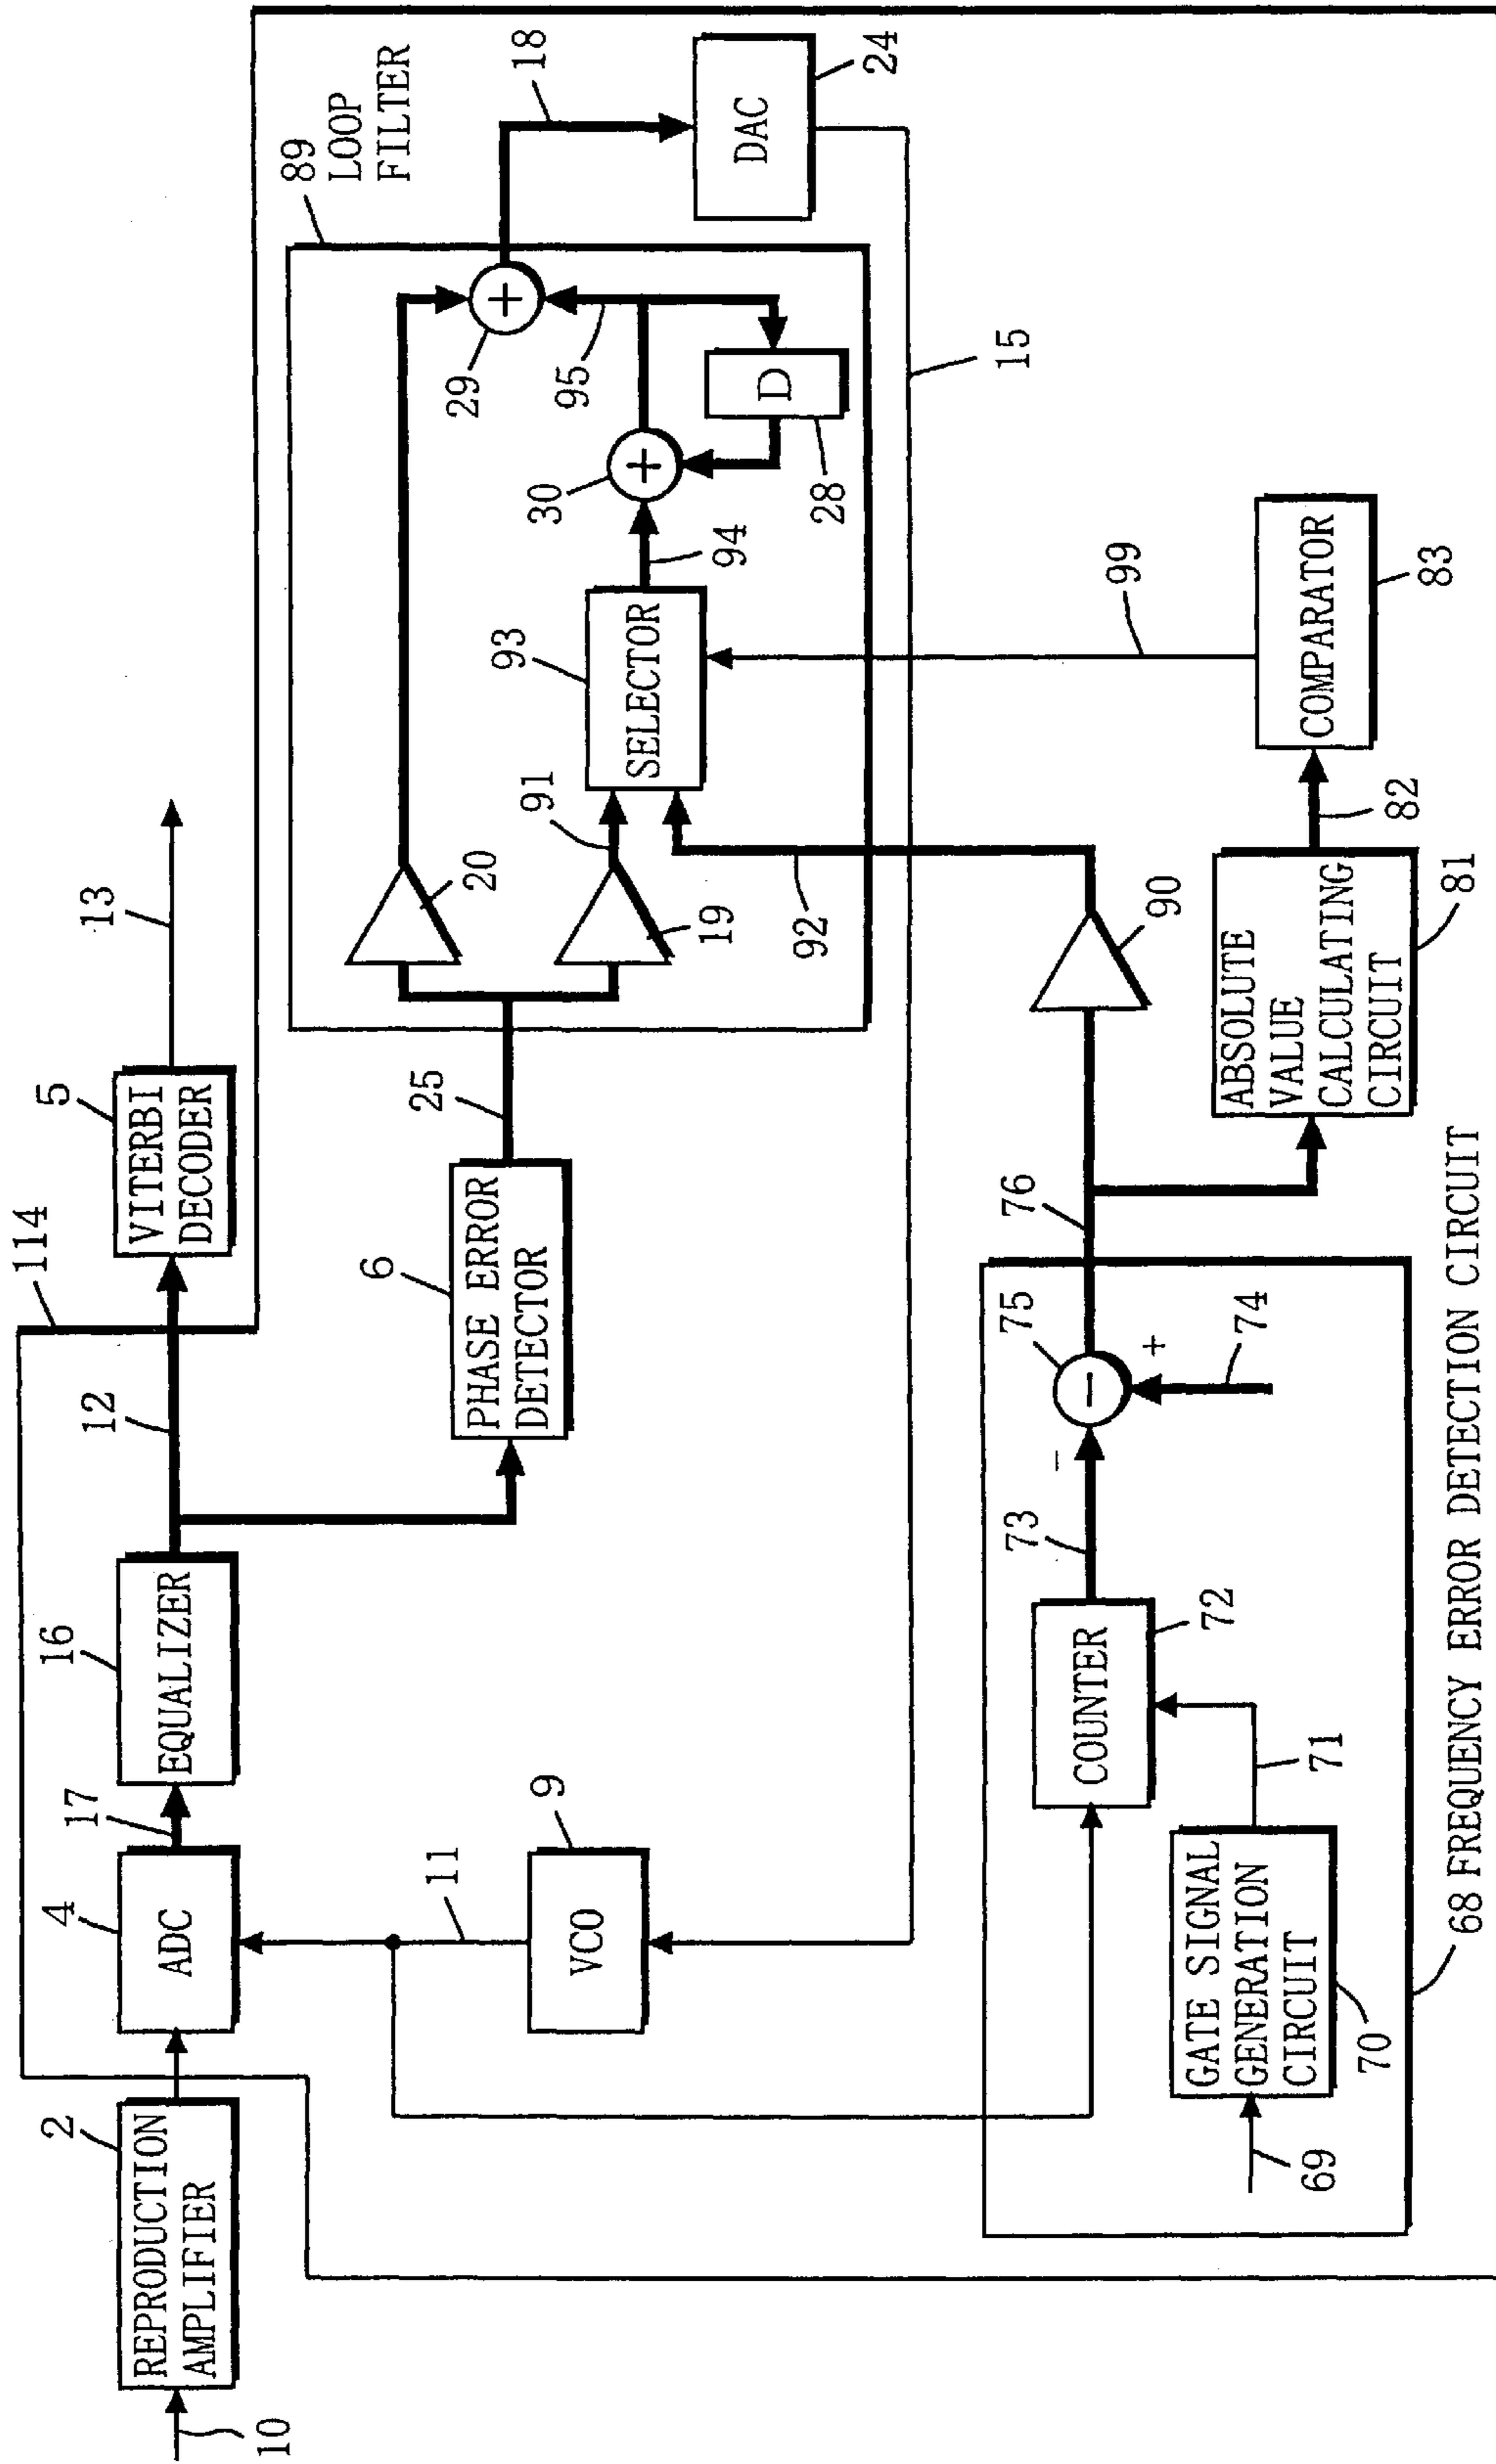 10
2
REPRODUCTION
AMPLIFIER
4
ADC
17
16
EQUALIZER
12
114
5
VITERBI
DECODER
13
11
9
VCO
6
PHASE ERROR
DETECTOR
25
20
19
91
92
93
SELECTOR
94
30
+
29
+
95
D
28
89
LOOP
FILTER
18
DAC
24
15
69
GATE SIGNAL
GENERATION
CIRCUIT
70
71
COUNTER
72
73
−
75
−
+
74
76
68 FREQUENCY ERROR DETECTION CIRCUIT
90
ABSOLUTE
VALUE
CALCULATING
CIRCUIT
81
82
COMPARATOR
83
99